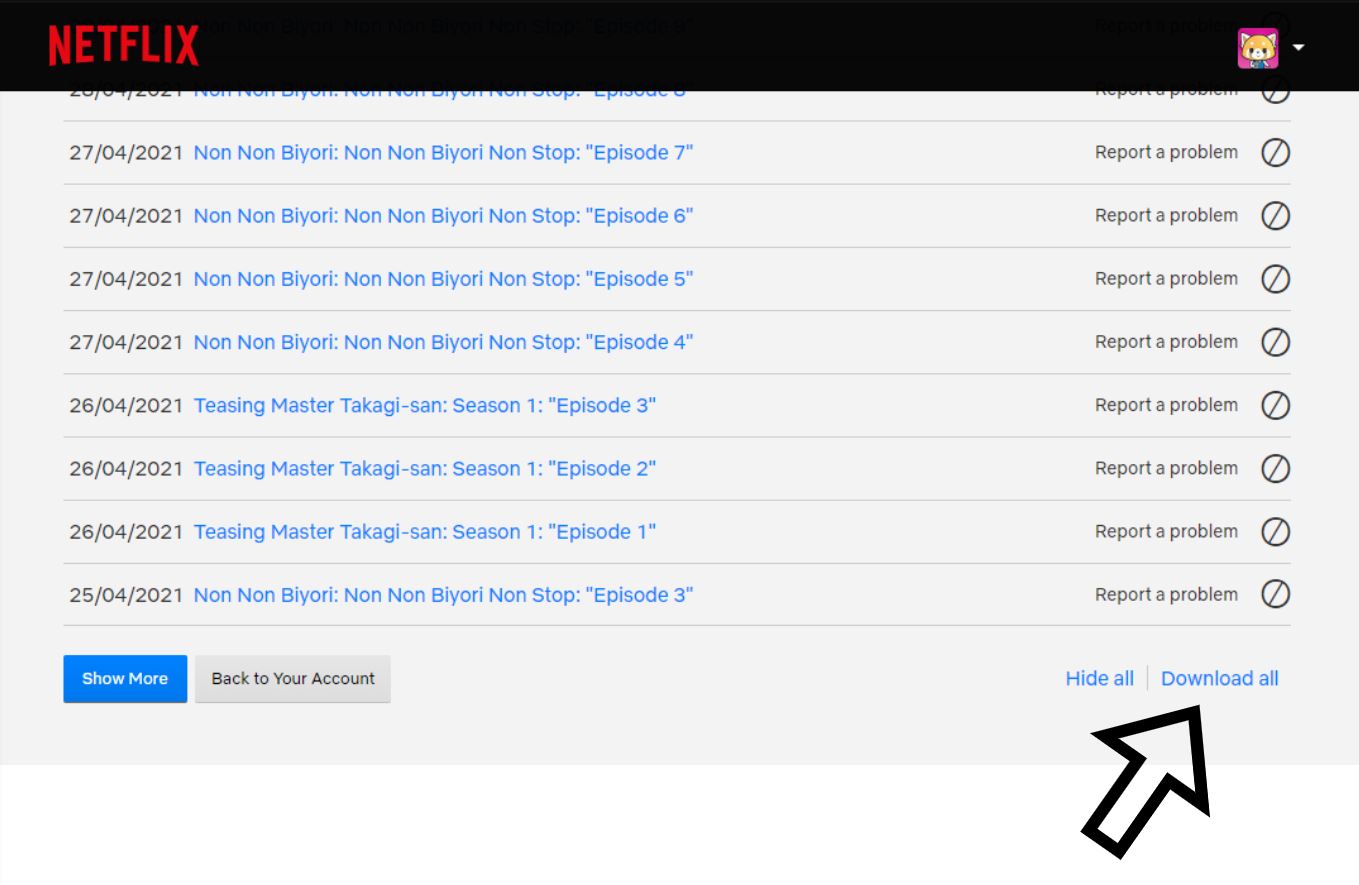 Non Non Biyori: Non Non Biyori Non Stop: "Episode 9" Report a problem
NETFLIX
28/04/2021 Non Non Biyori: Non Non Biyori Non Stop: "Episode 8" Report a problem
27/04/2021 Non Non Biyori: Non Non Biyori Non Stop: "Episode 7" Report a problem
27/04/2021 Non Non Biyori: Non Non Biyori Non Stop: "Episode 6" Report a problem
27/04/2021 Non Non Biyori: Non Non Biyori Non Stop: "Episode 5" Report a problem
27/04/2021 Non Non Biyori: Non Non Biyori Non Stop: "Episode 4" Report a problem
26/04/2021 Teasing Master Takagi-san: Season 1: "Episode 3" Report a problem
26/04/2021 Teasing Master Takagi-san: Season 1: "Episode 2" Report a problem
26/04/2021 Teasing Master Takagi-san: Season 1: "Episode 1" Report a problem
25/04/2021 Non Non Biyori: Non Non Biyori Non Stop: "Episode 3" Report a problem
Show More Back to Your Account Hide all Download all